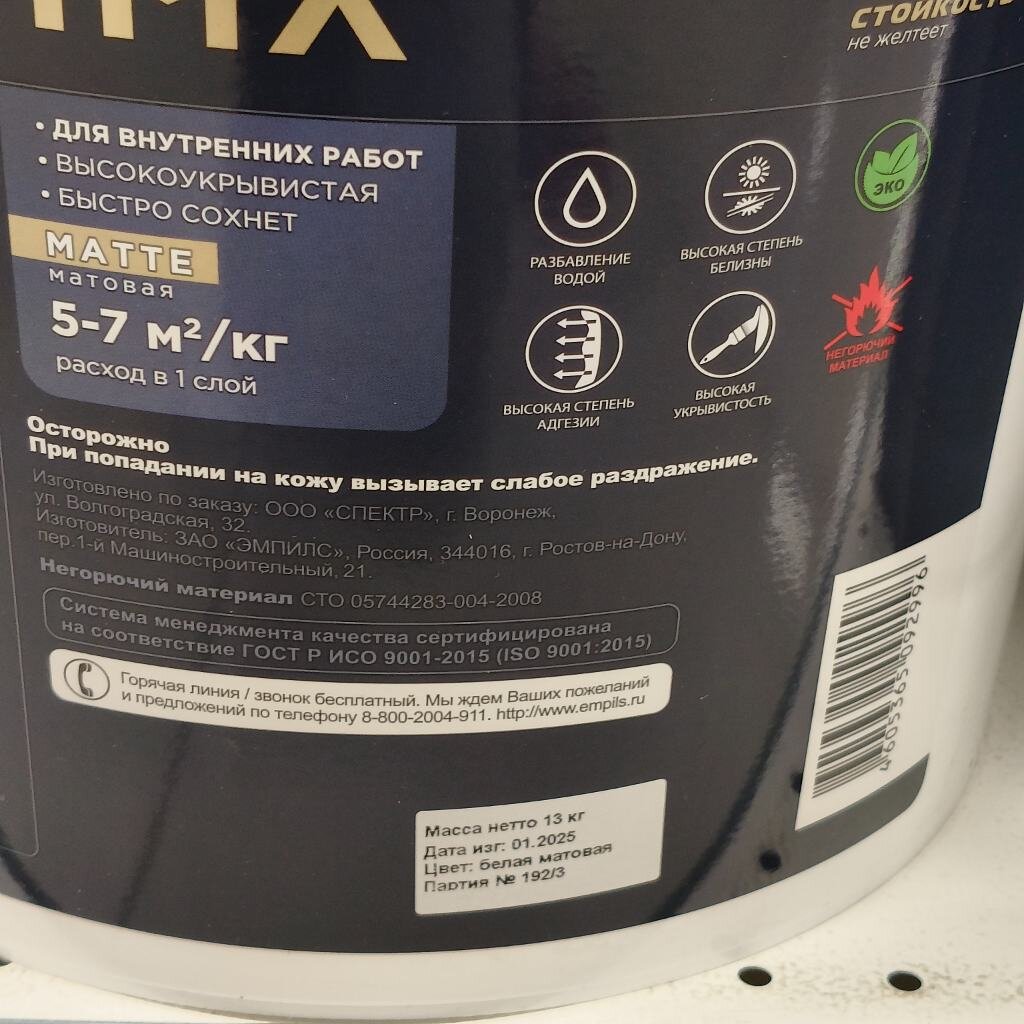 СТОЙКОСТЬ
не желтеет
• ДЛЯ ВНУТРЕННИХ РАБОТ
• ВЫСОКОУКРЫВИСТАЯ
• БЫСТРО СОХНЕТ
MATTE
матовая
5-7 м²/кг
расход в 1 слой
РАЗБАВЛЕНИЕ
ВОДОЙ
ВЫСОКАЯ СТЕПЕНЬ
БЕЛИЗНЫ
ЭКО
ВЫСОКАЯ СТЕПЕНЬ
АДГЕЗИИ
ВЫСОКАЯ
УКРЫВИСТОСТЬ
НЕГОРЮЧИЙ
МАТЕРИАЛ
Осторожно
При попадании на кожу вызывает слабое раздражение.
Изготовлено по заказу: ООО «СПЕКТР», г. Воронеж,
ул. Волгоградская, 32.
Изготовитель: ЗАО «ЭМПИЛС», Россия, 344016, г. Ростов-на-Дону,
пер.1-й Машиностроительный, 21.
Негорючий материал СТО 05744283-004-2008
Система менеджмента качества сертифицирована
на соответствие ГОСТ Р ИСО 9001-2015 (ISO 9001:2015)
Горячая линия / звонок бесплатный. Мы ждем Ваших пожеланий
и предложений по телефону 8-800-2004-911. http://www.empils.ru
4605365092996
Масса нетто 13 кг
Дата изг: 01.2025
Цвет: белая матовая
Партия № 192/3